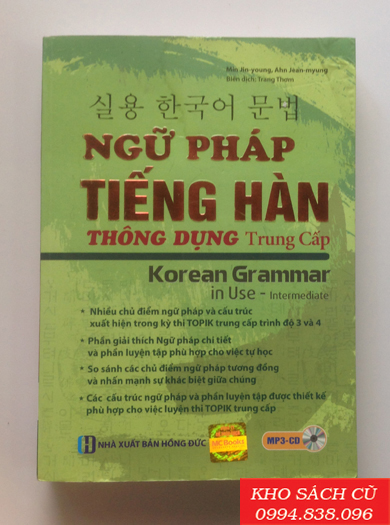 Min Jin-young, Ahn Jean-myung
Biên dịch: Trang Thơm
실용 한국어 문법
NGỮ PHÁP
TIẾNG HÀN
THÔNG DỤNG Trung Cấp
Korean Grammar
in Use - Intermediate
* Nhiều chủ điểm ngữ pháp và cấu trúc
xuất hiện trong kỳ thi TOPIK trung cấp trình độ 3 và 4
* Phần giải thích Ngữ pháp chi tiết
và phần luyện tập phù hợp cho việc tự học
* So sánh các chủ điểm ngữ pháp tương đồng
và nhấn mạnh sự khác biệt giữa chúng
* Các cấu trúc ngữ pháp và phần luyện tập được thiết kế
phù hợp cho việc luyện thi TOPIK trung cấp
NHÀ XUẤT BẢN HỒNG ĐỨC
MCBooks
MP3-CD
KHO SÁCH CŨ
0994.838.096